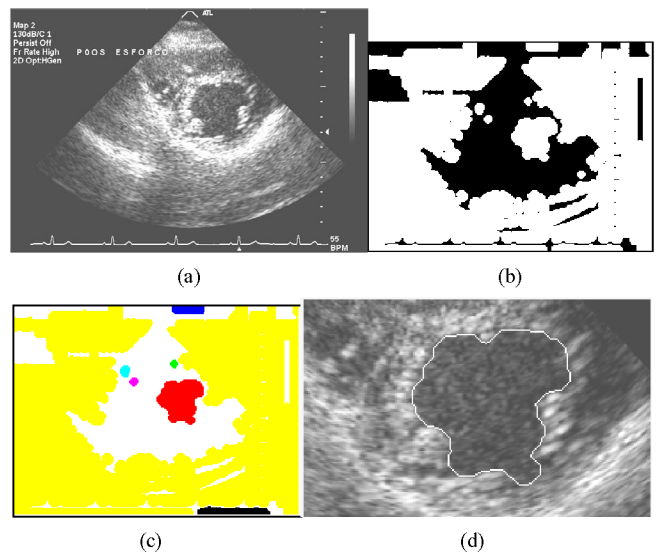 ATL
Map 2
130dB/C 1
Persist Off
Fr Rate High
2D Opt:HGen
POOS ESFORCO
55
BPM
(a)
(b)
(c)
(d)